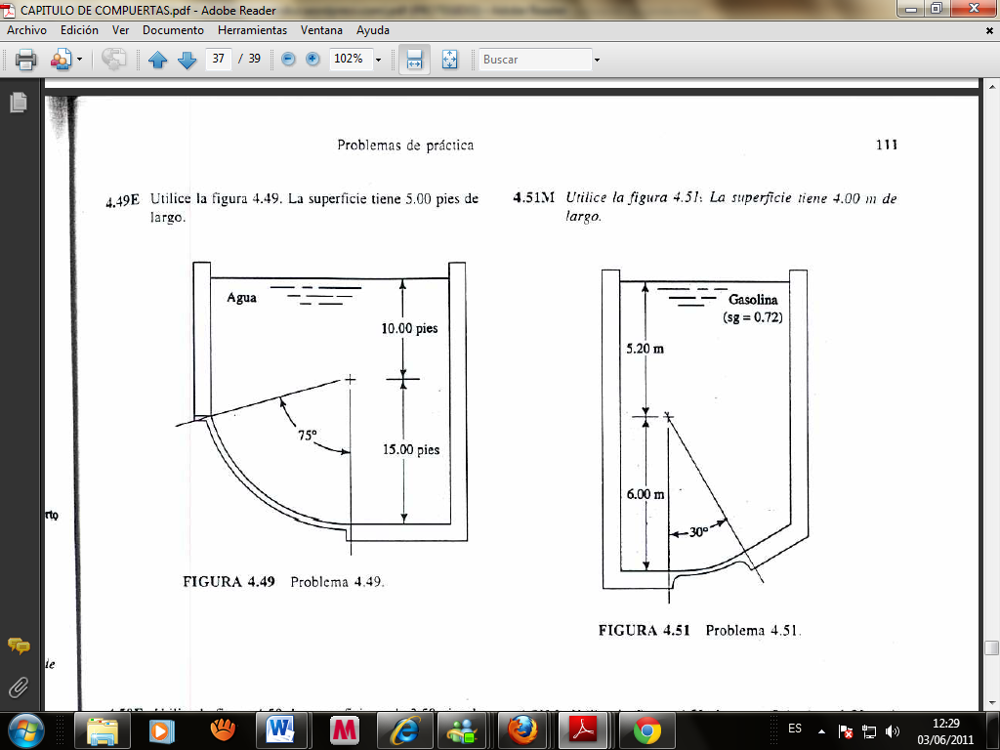 CAPITULO DE COMPUERTAS.pdf - Adobe Reader
Archivo Edición Ver Documento Herramientas Ventana Ayuda
37 / 39 102% Buscar
Problemas de práctica 111
4.49E Utilice la figura 4.49. La superficie tiene 5.00 pies de
largo.
Agua
10.00 pies
75°
15.00 pies
FIGURA 4.49 Problema 4.49.
4.51M Utilice la figura 4.51. La superficie tiene 4.00 m de
largo.
Gasolina
(sg = 0.72)
5.20 m
6.00 m
30°
FIGURA 4.51 Problema 4.51.
ES 12:29
03/06/2011